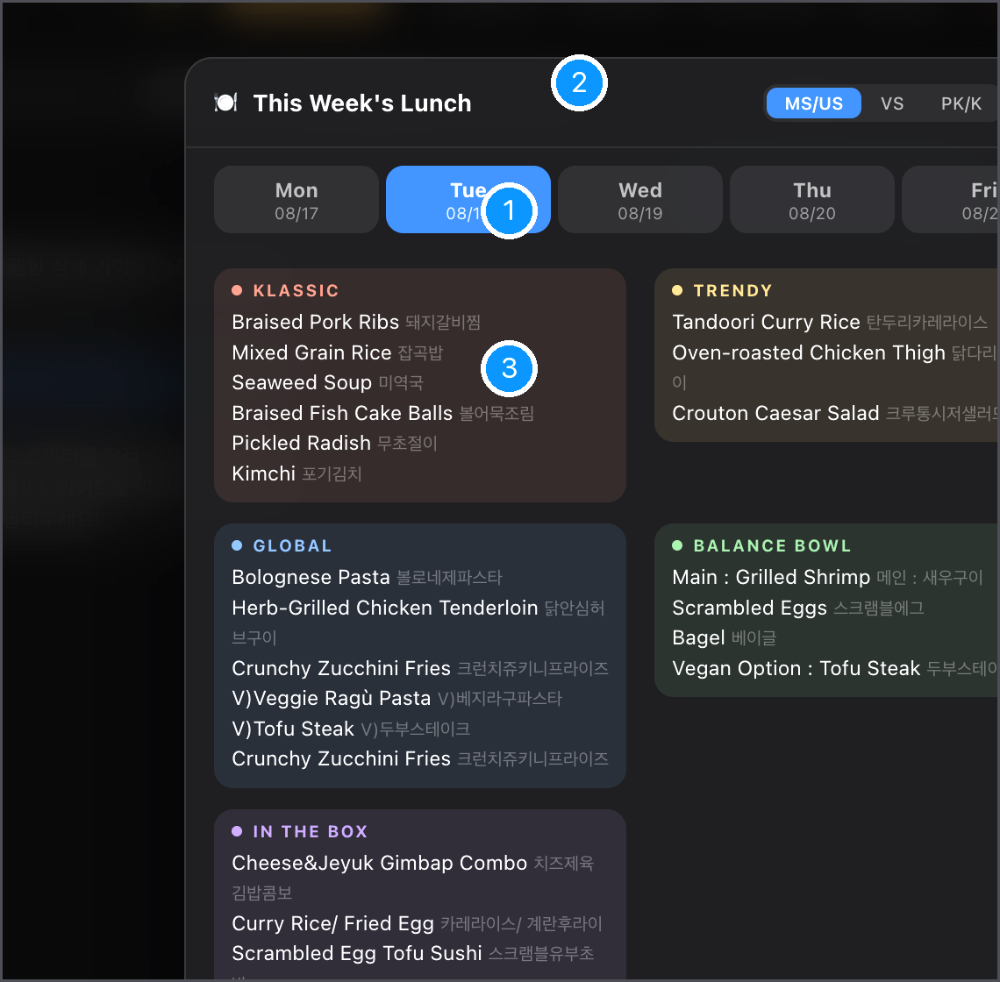 2
This Week's Lunch
MS/US VS PK/K
Mon Tue Wed Thu Fri
08/17 08/1 08/19 08/20 08/2
1
KLASSIC
Braised Pork Ribs 돼지갈비찜
Mixed Grain Rice 잡곡밥
3
Seaweed Soup 미역국
Braised Fish Cake Balls 볼어묵조림
Pickled Radish 무초절이
Kimchi 포기김치
TRENDY
Tandoori Curry Rice 탄두리카레라이스
Oven-roasted Chicken Thigh 닭다리
이
Crouton Caesar Salad 크루통시저샐러드
GLOBAL
Bolognese Pasta 볼로네제파스타
Herb-Grilled Chicken Tenderloin 닭안심허
브구이
Crunchy Zucchini Fries 크런치쥬키니프라이즈
V)Veggie Ragù Pasta V)베지라구파스타
V)Tofu Steak V)두부스테이크
Crunchy Zucchini Fries 크런치쥬키니프라이즈
BALANCE BOWL
Main : Grilled Shrimp 메인 : 새우구이
Scrambled Eggs 스크램블에그
Bagel 베이글
Vegan Option : Tofu Steak 두부스테이
IN THE BOX
Cheese&Jeyuk Gimbap Combo 치즈제육
김밥콤보
Curry Rice/ Fried Egg 카레라이스/ 계란후라이
Scrambled Egg Tofu Sushi 스크램블유부초